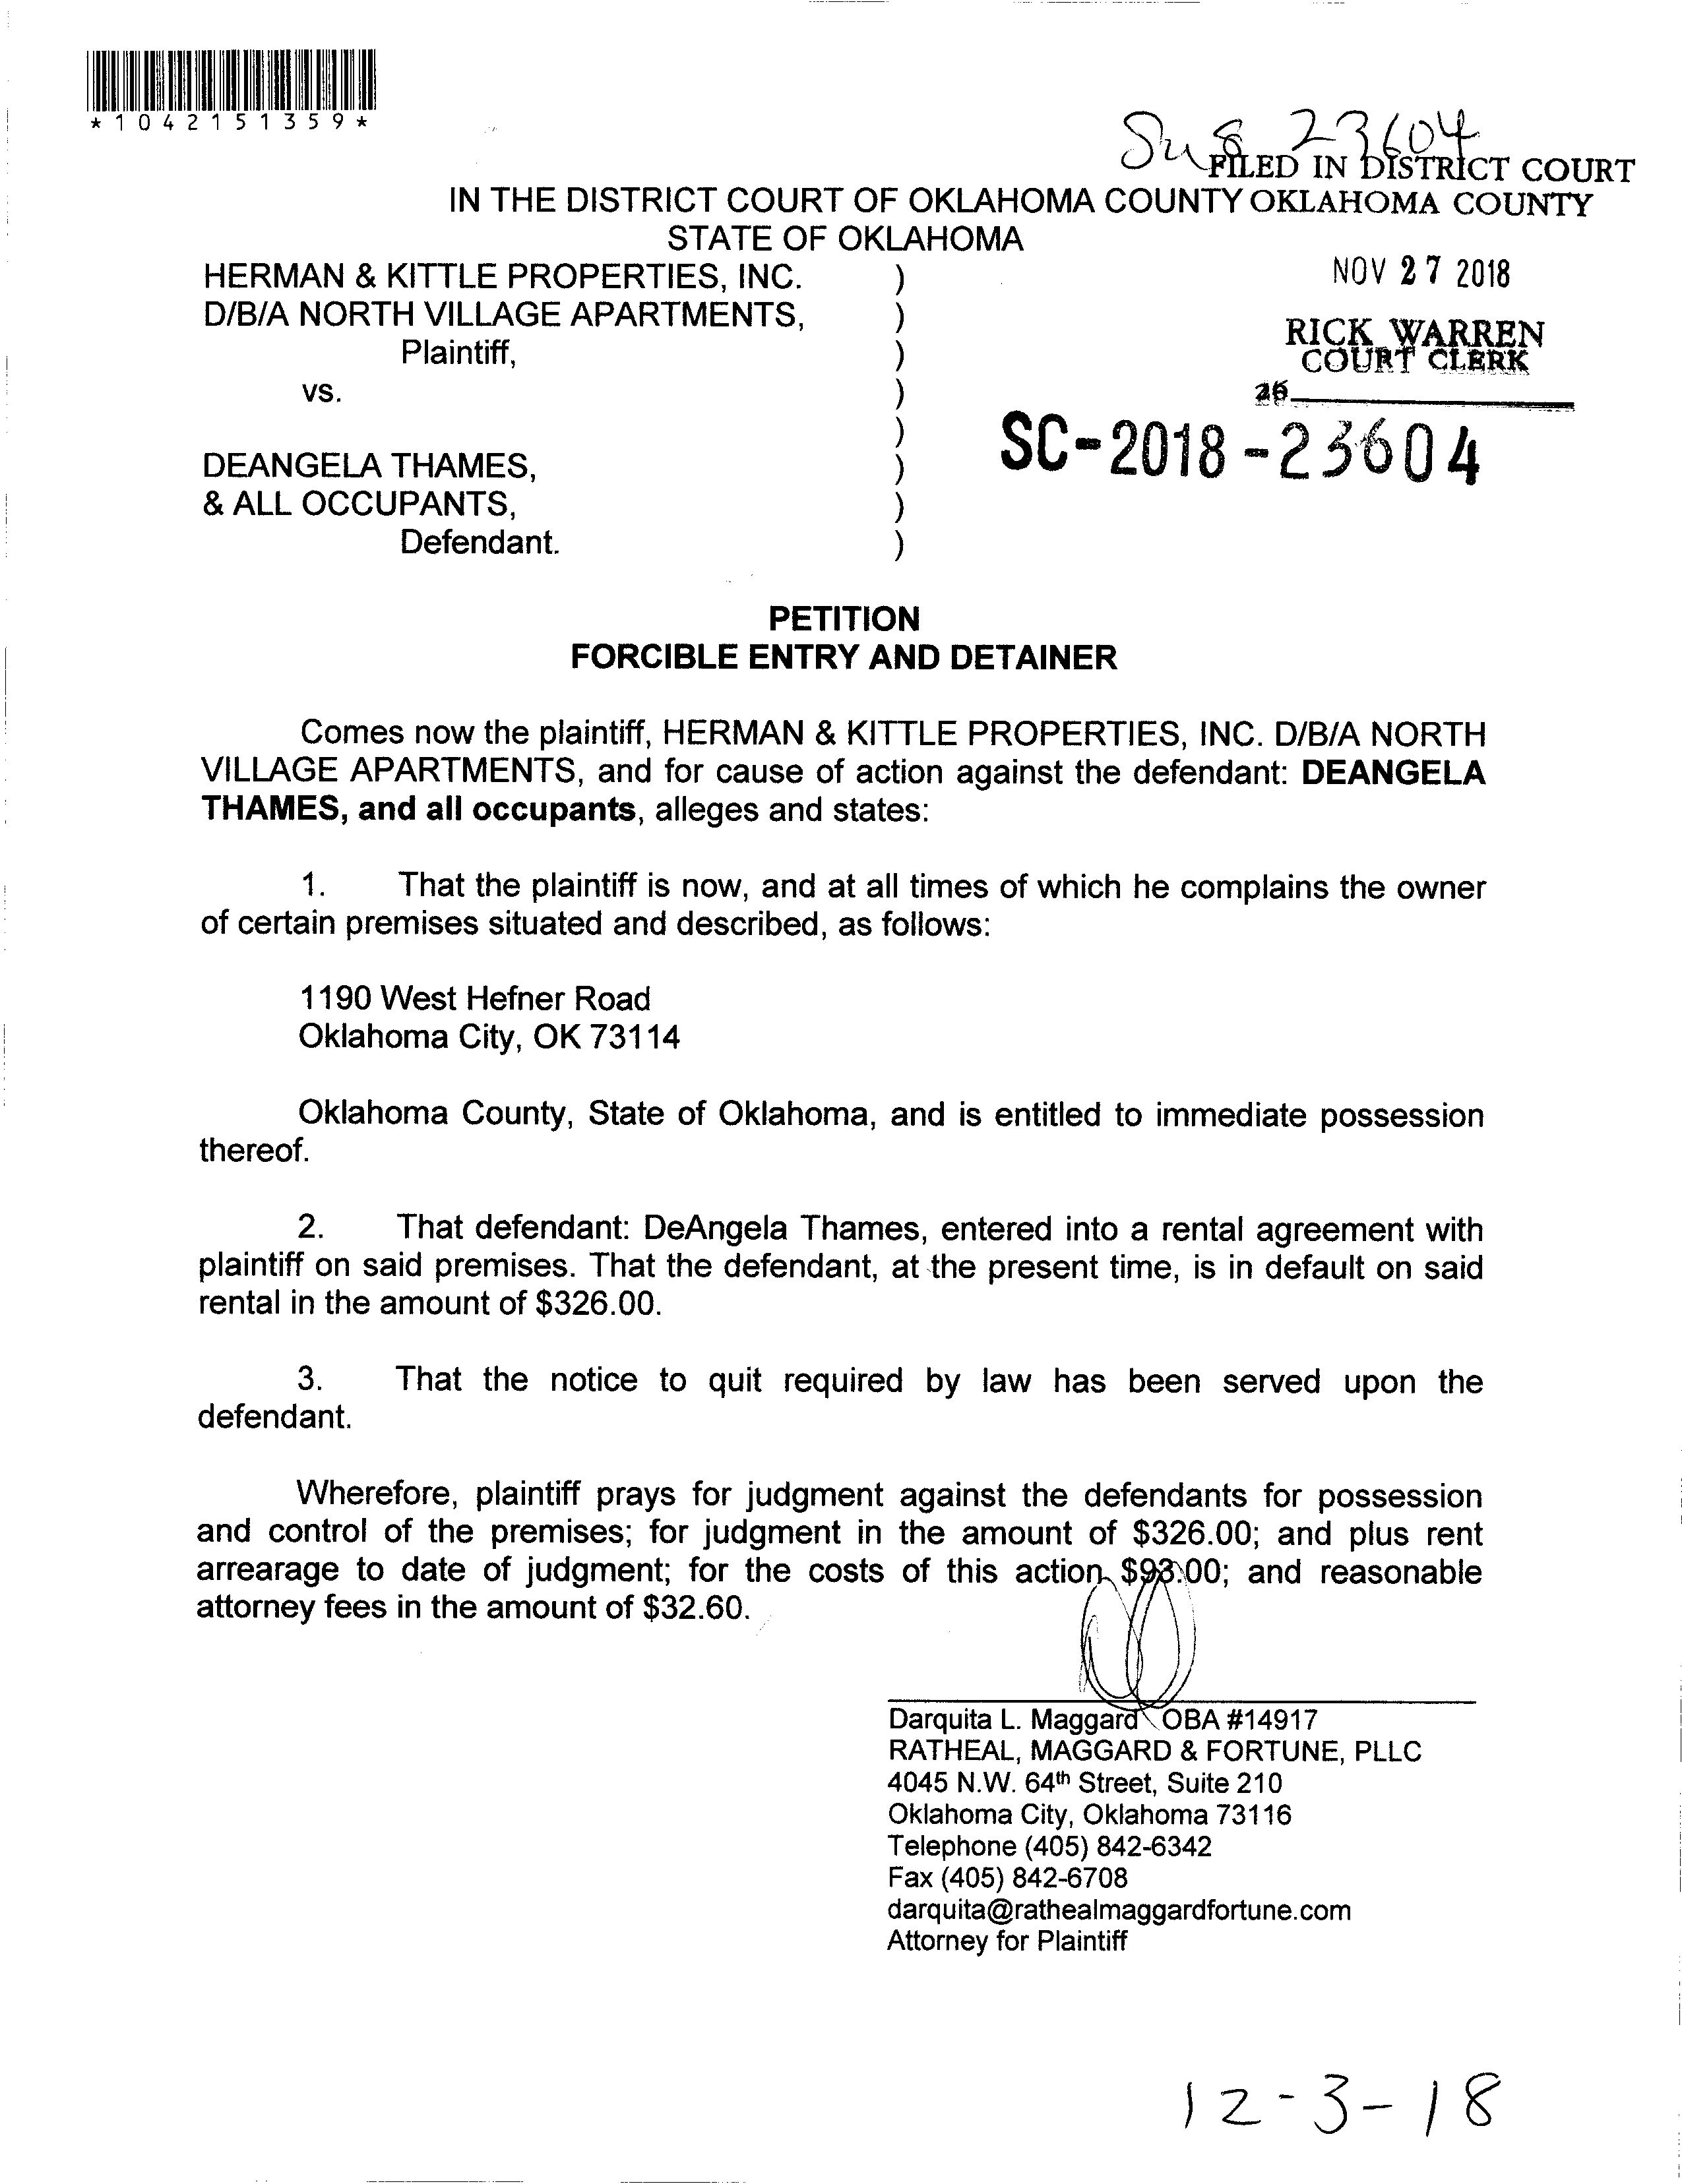 *1042151359*
23604
FILED IN DISTRICT COURT
OKLAHOMA COUNTY
IN THE DISTRICT COURT OF OKLAHOMA COUNTY
STATE OF OKLAHOMA
NOV 27 2018
RICK WARREN
COURT CLERK
26
SC-2018-23604
HERMAN & KITTLE PROPERTIES, INC. )
D/B/A NORTH VILLAGE APARTMENTS, )
Plaintiff, )
vs. )
)
DEANGELA THAMES, )
& ALL OCCUPANTS, )
Defendant. )
PETITION
FORCIBLE ENTRY AND DETAINER
Comes now the plaintiff, HERMAN & KITTLE PROPERTIES, INC. D/B/A NORTH
VILLAGE APARTMENTS, and for cause of action against the defendant: DEANGELA
THAMES, and all occupants, alleges and states:
1. That the plaintiff is now, and at all times of which he complains the owner
of certain premises situated and described, as follows:
1190 West Hefner Road
Oklahoma City, OK 73114
Oklahoma County, State of Oklahoma, and is entitled to immediate possession
thereof.
2. That defendant: DeAngela Thames, entered into a rental agreement with
plaintiff on said premises. That the defendant, at the present time, is in default on said
rental in the amount of $326.00.
3. That the notice to quit required by law has been served upon the
defendant.
Wherefore, plaintiff prays for judgment against the defendants for possession
and control of the premises; for judgment in the amount of $326.00; and plus rent
arrearage to date of judgment; for the costs of this action $93.00; and reasonable
attorney fees in the amount of $32.60.
Darquita L. Maggard OBA #14917
RATHEAL, MAGGARD & FORTUNE, PLLC
4045 N.W. 64th Street, Suite 210
Oklahoma City, Oklahoma 73116
Telephone (405) 842-6342
Fax (405) 842-6708
darquita@rathealmaggardfortune.com
Attorney for Plaintiff
12-3-18